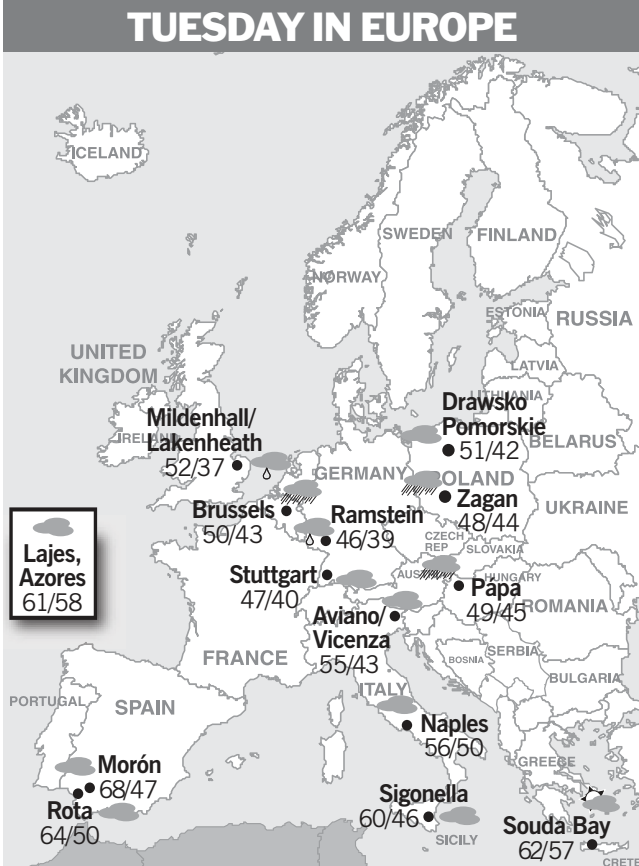 TUESDAY IN EUROPE
ICELAND
SWEDEN
FINLAND
NORWAY
ESTONIA
RUSSIA
LATVIA
LITHUANIA
UNITED
KINGDOM
IRELAND
Mildenhall/
Lakenheath
52/37
Drawsko
Pomorskie
51/42
BELARUS
GERMANY
POLAND
Zagan
48/44
UKRAINE
Brussels
50/43
Ramstein
46/39
CZECH
REP
SLOVAKIA
Lajes,
Azores
61/58
Stuttgart
47/40
AUSTRIA
HUNGARY
Pápa
49/45
ROMANIA
Aviano/
Vicenza
55/43
FRANCE
BOSNIA
SERBIA
BULGARIA
ITALY
PORTUGAL
SPAIN
Naples
56/50
GREECE
Morón
68/47
Rota
64/50
Sigonella
60/46
SICILY
Souda Bay
62/57
CRETE